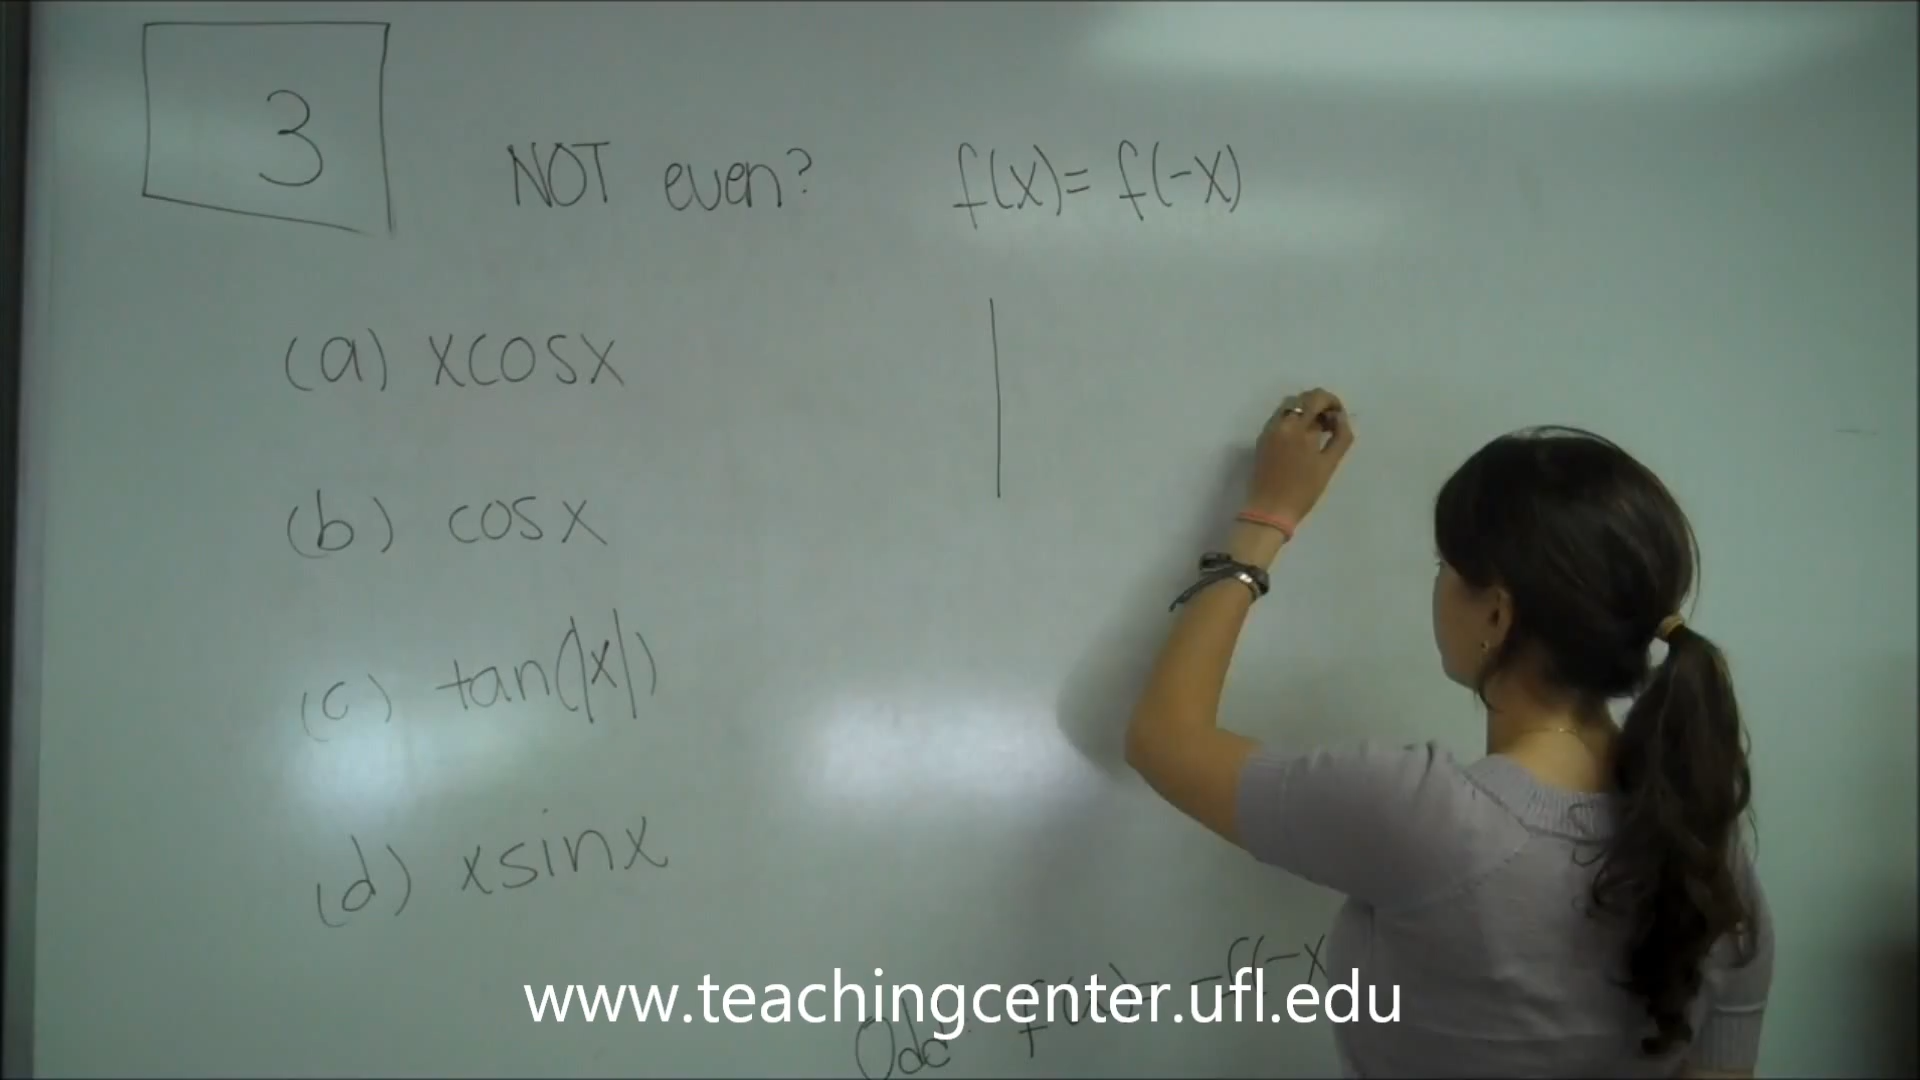 3
NOT even? f(x)= f(-x)
(a) xcosx
(b) cosx
(c) tan(|x|)
(d) xsinx
f(x)= -f(-x
www.teachingcenter.ufl.edu